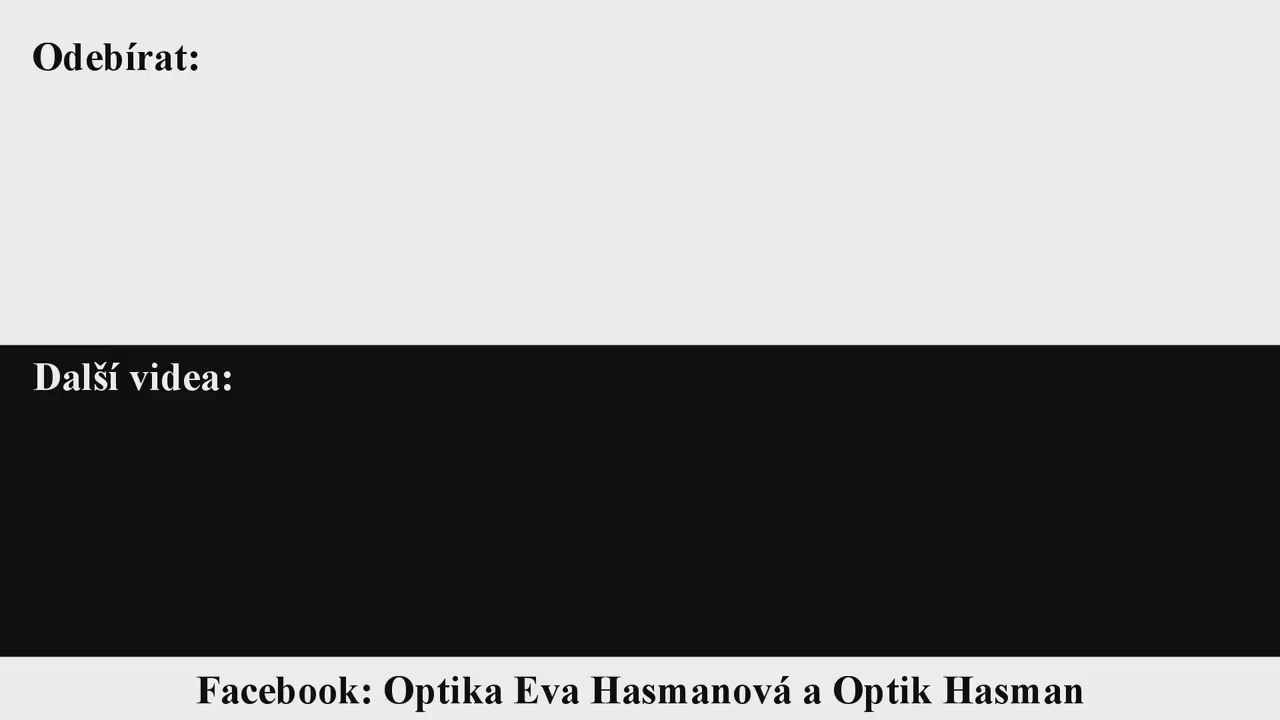 Odebírat:
Další videa:
Facebook: Optika Eva Hasmanová a Optik Hasman